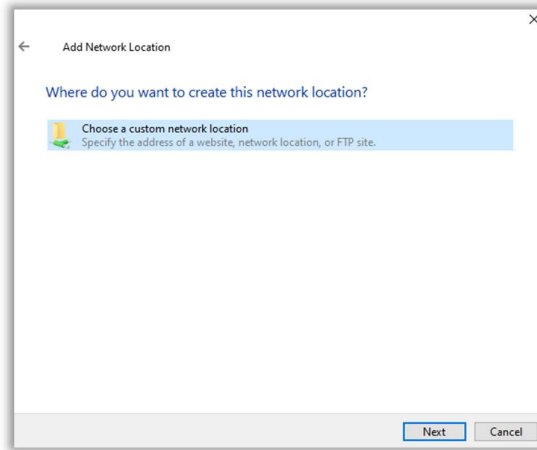 Add Network Location
Where do you want to create this network location?
Choose a custom network location
Specify the address of a website, network location, or FTP site.
Next
Cancel